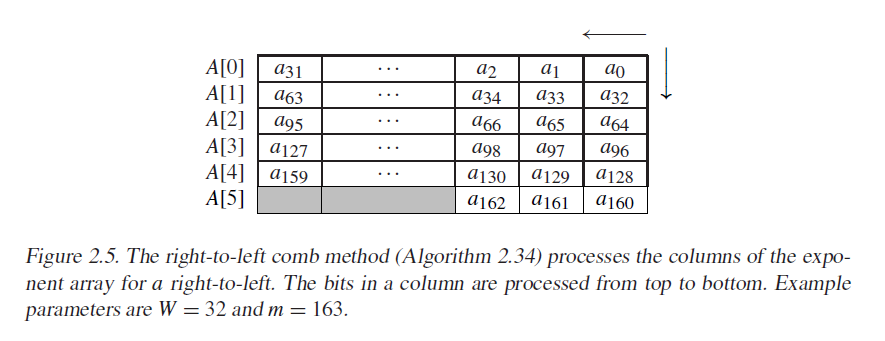 A[0] a31 ··· a2 a1 a0
A[1] a63 ··· a34 a33 a32
A[2] a95 ··· a66 a65 a64
A[3] a127 ··· a98 a97 a96
A[4] a159 ··· a130 a129 a128
A[5] a162 a161 a160
Figure 2.5. The right-to-left comb method (Algorithm 2.34) processes the columns of the expo-
nent array for a right-to-left. The bits in a column are processed from top to bottom. Example
parameters are W = 32 and m = 163.